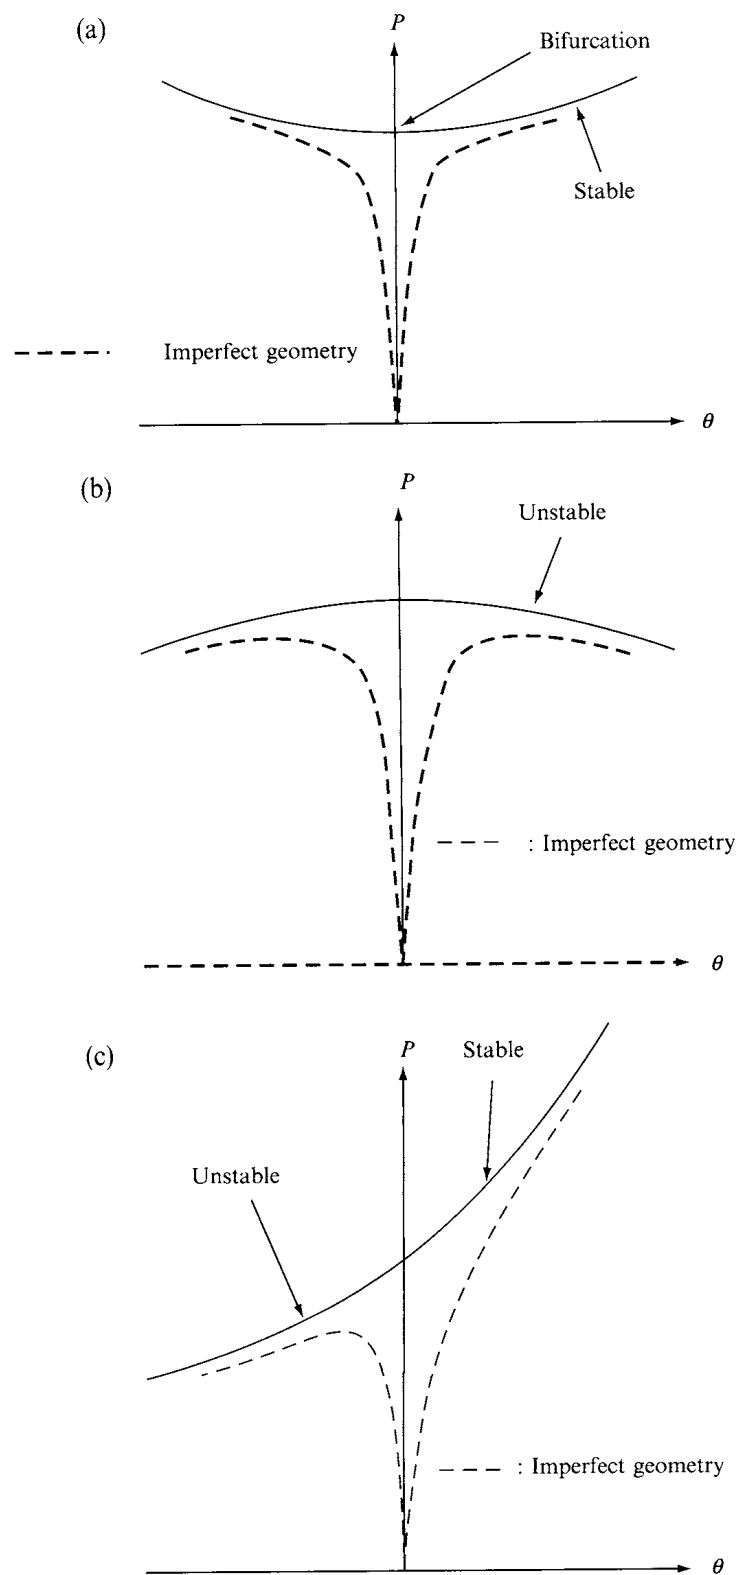 (a)
P
Bifurcation
Stable
Imperfect geometry
θ
(b)
P
Unstable
: Imperfect geometry
θ
(c)
P
Stable
Unstable
: Imperfect geometry
θ